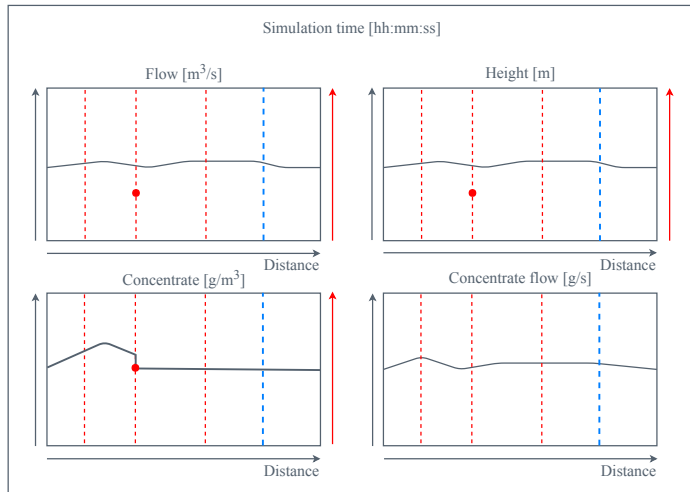 Simulation time [hh:mm:ss]
Flow [m³/s]
Height [m]
Distance
Distance
Concentrate [g/m³]
Concentrate flow [g/s]
Distance
Distance